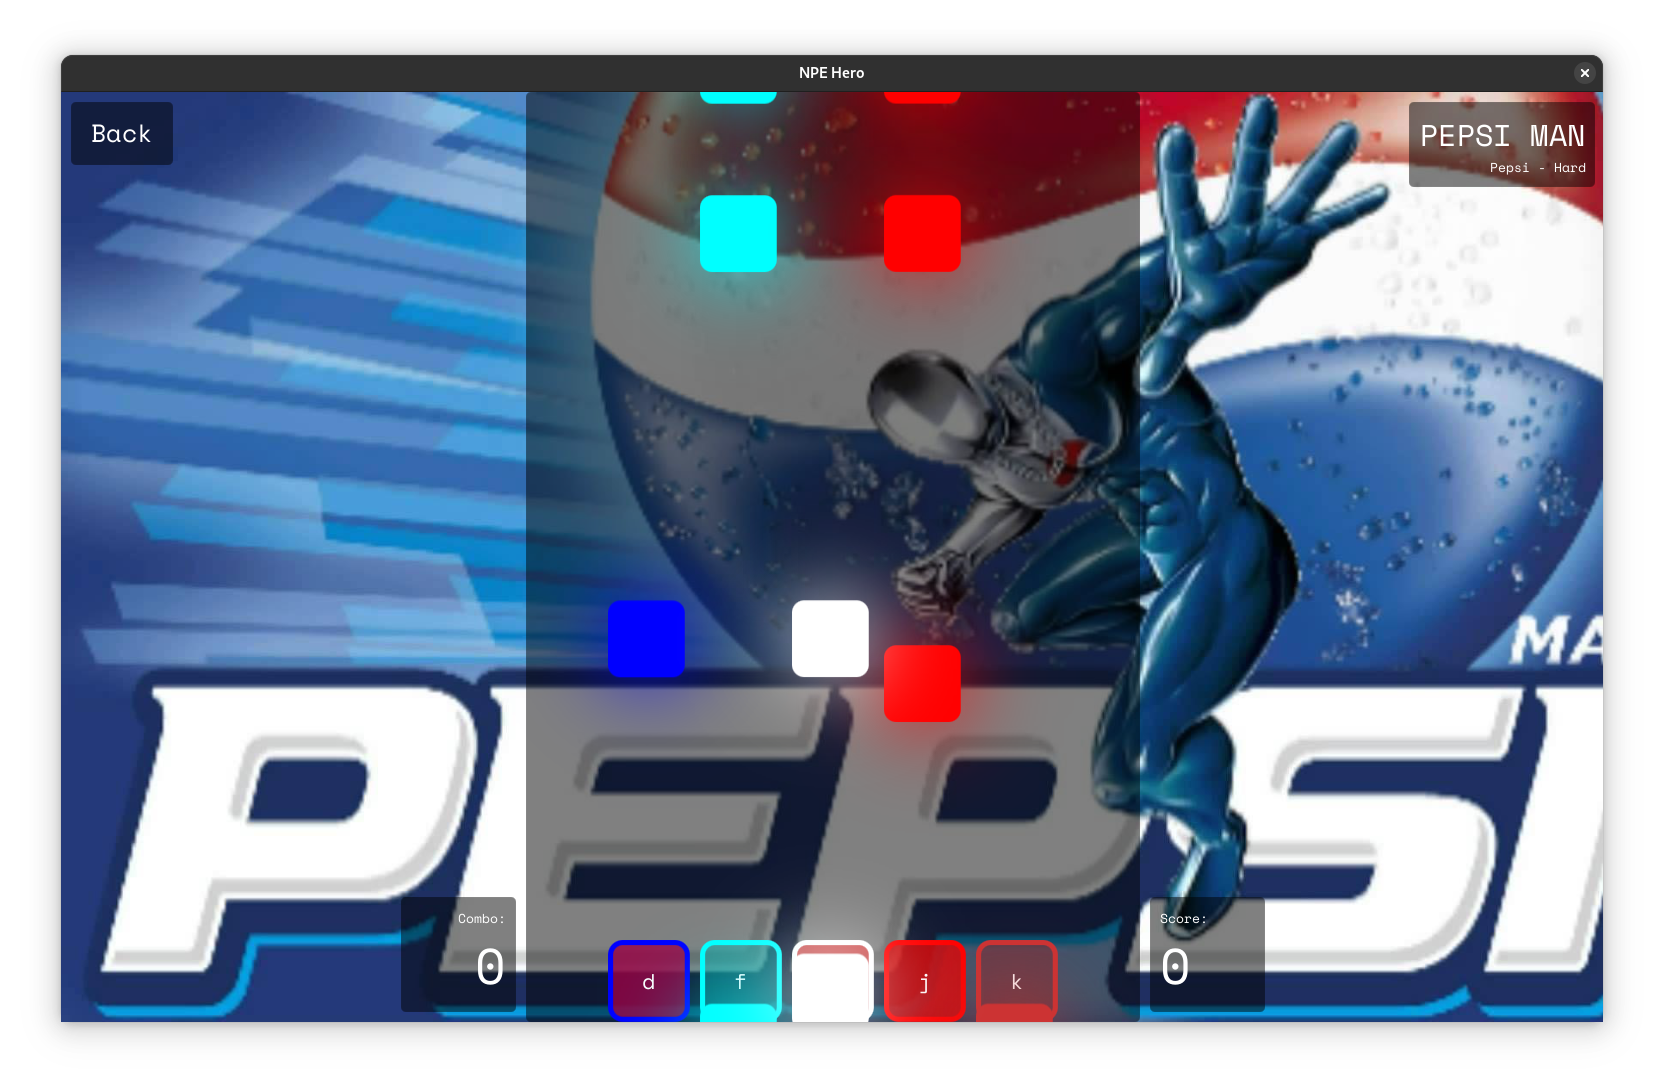 NPE Hero
Back
PEPSI MAN
Pepsi - Hard
MA
PEPSI
Combo:
0
Score:
0
d
f
j
k